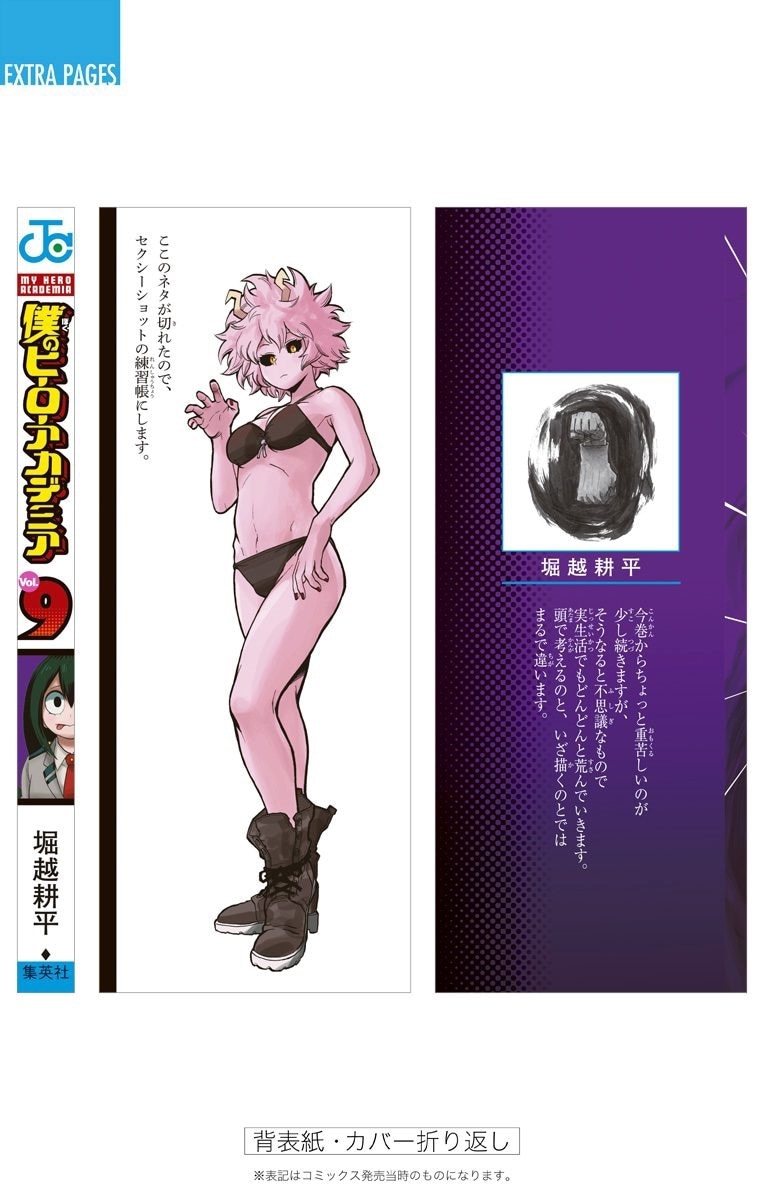 EXTRA PAGES
MY HERO
ACADEMIA
僕のヒーローアカデミア
Vol.
9
堀越耕平
集英社
ここのネタが切れたので、
セクシーショットの練習帳にします。
堀越耕平
今巻からちょっと重苦しいのが
少し続きますが、
そうなると不思議なもので
実生活でもどんどんと荒んでいきます。
頭で考えるのと、いざ描くのとでは
まるで違います。
背表紙・カバー折り返し
※表記はコミックス発売当時のものになります。